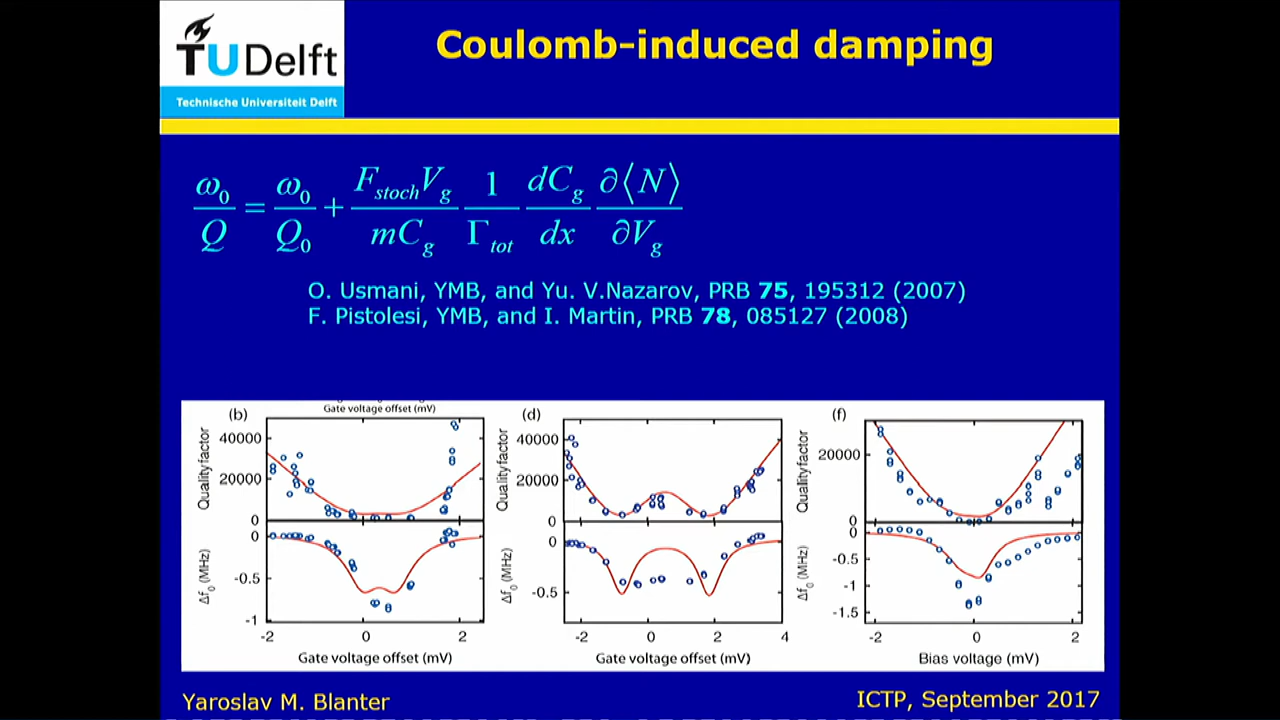 TU Delft
Technische Universiteit Delft
Coulomb-induced damping
ω₀/Q = ω₀/Q₀ + (F_stoch V_g)/(m C_g) 1/Γ_tot dC_g/dx ∂⟨N⟩/∂V_g
O. Usmani, YMB, and Yu. V.Nazarov, PRB 75, 195312 (2007)
F. Pistolesi, YMB, and I. Martin, PRB 78, 085127 (2008)
(b)
Gate voltage offset (mV)
Quality factor
40000
20000
0
Δf₀ (MHz)
0
-0.5
-1
-2 0 2
Gate voltage offset (mV)
(d)
Quality factor
40000
20000
0
Δf₀ (MHz)
0
-0.5
-2 0 2 4
Gate voltage offset (mV)
(f)
Quality factor
20000
0
Δf₀ (MHz)
0
-0.5
-1
-1.5
-2 0 2
Bias voltage (mV)
Yaroslav M. Blanter
ICTP, September 2017